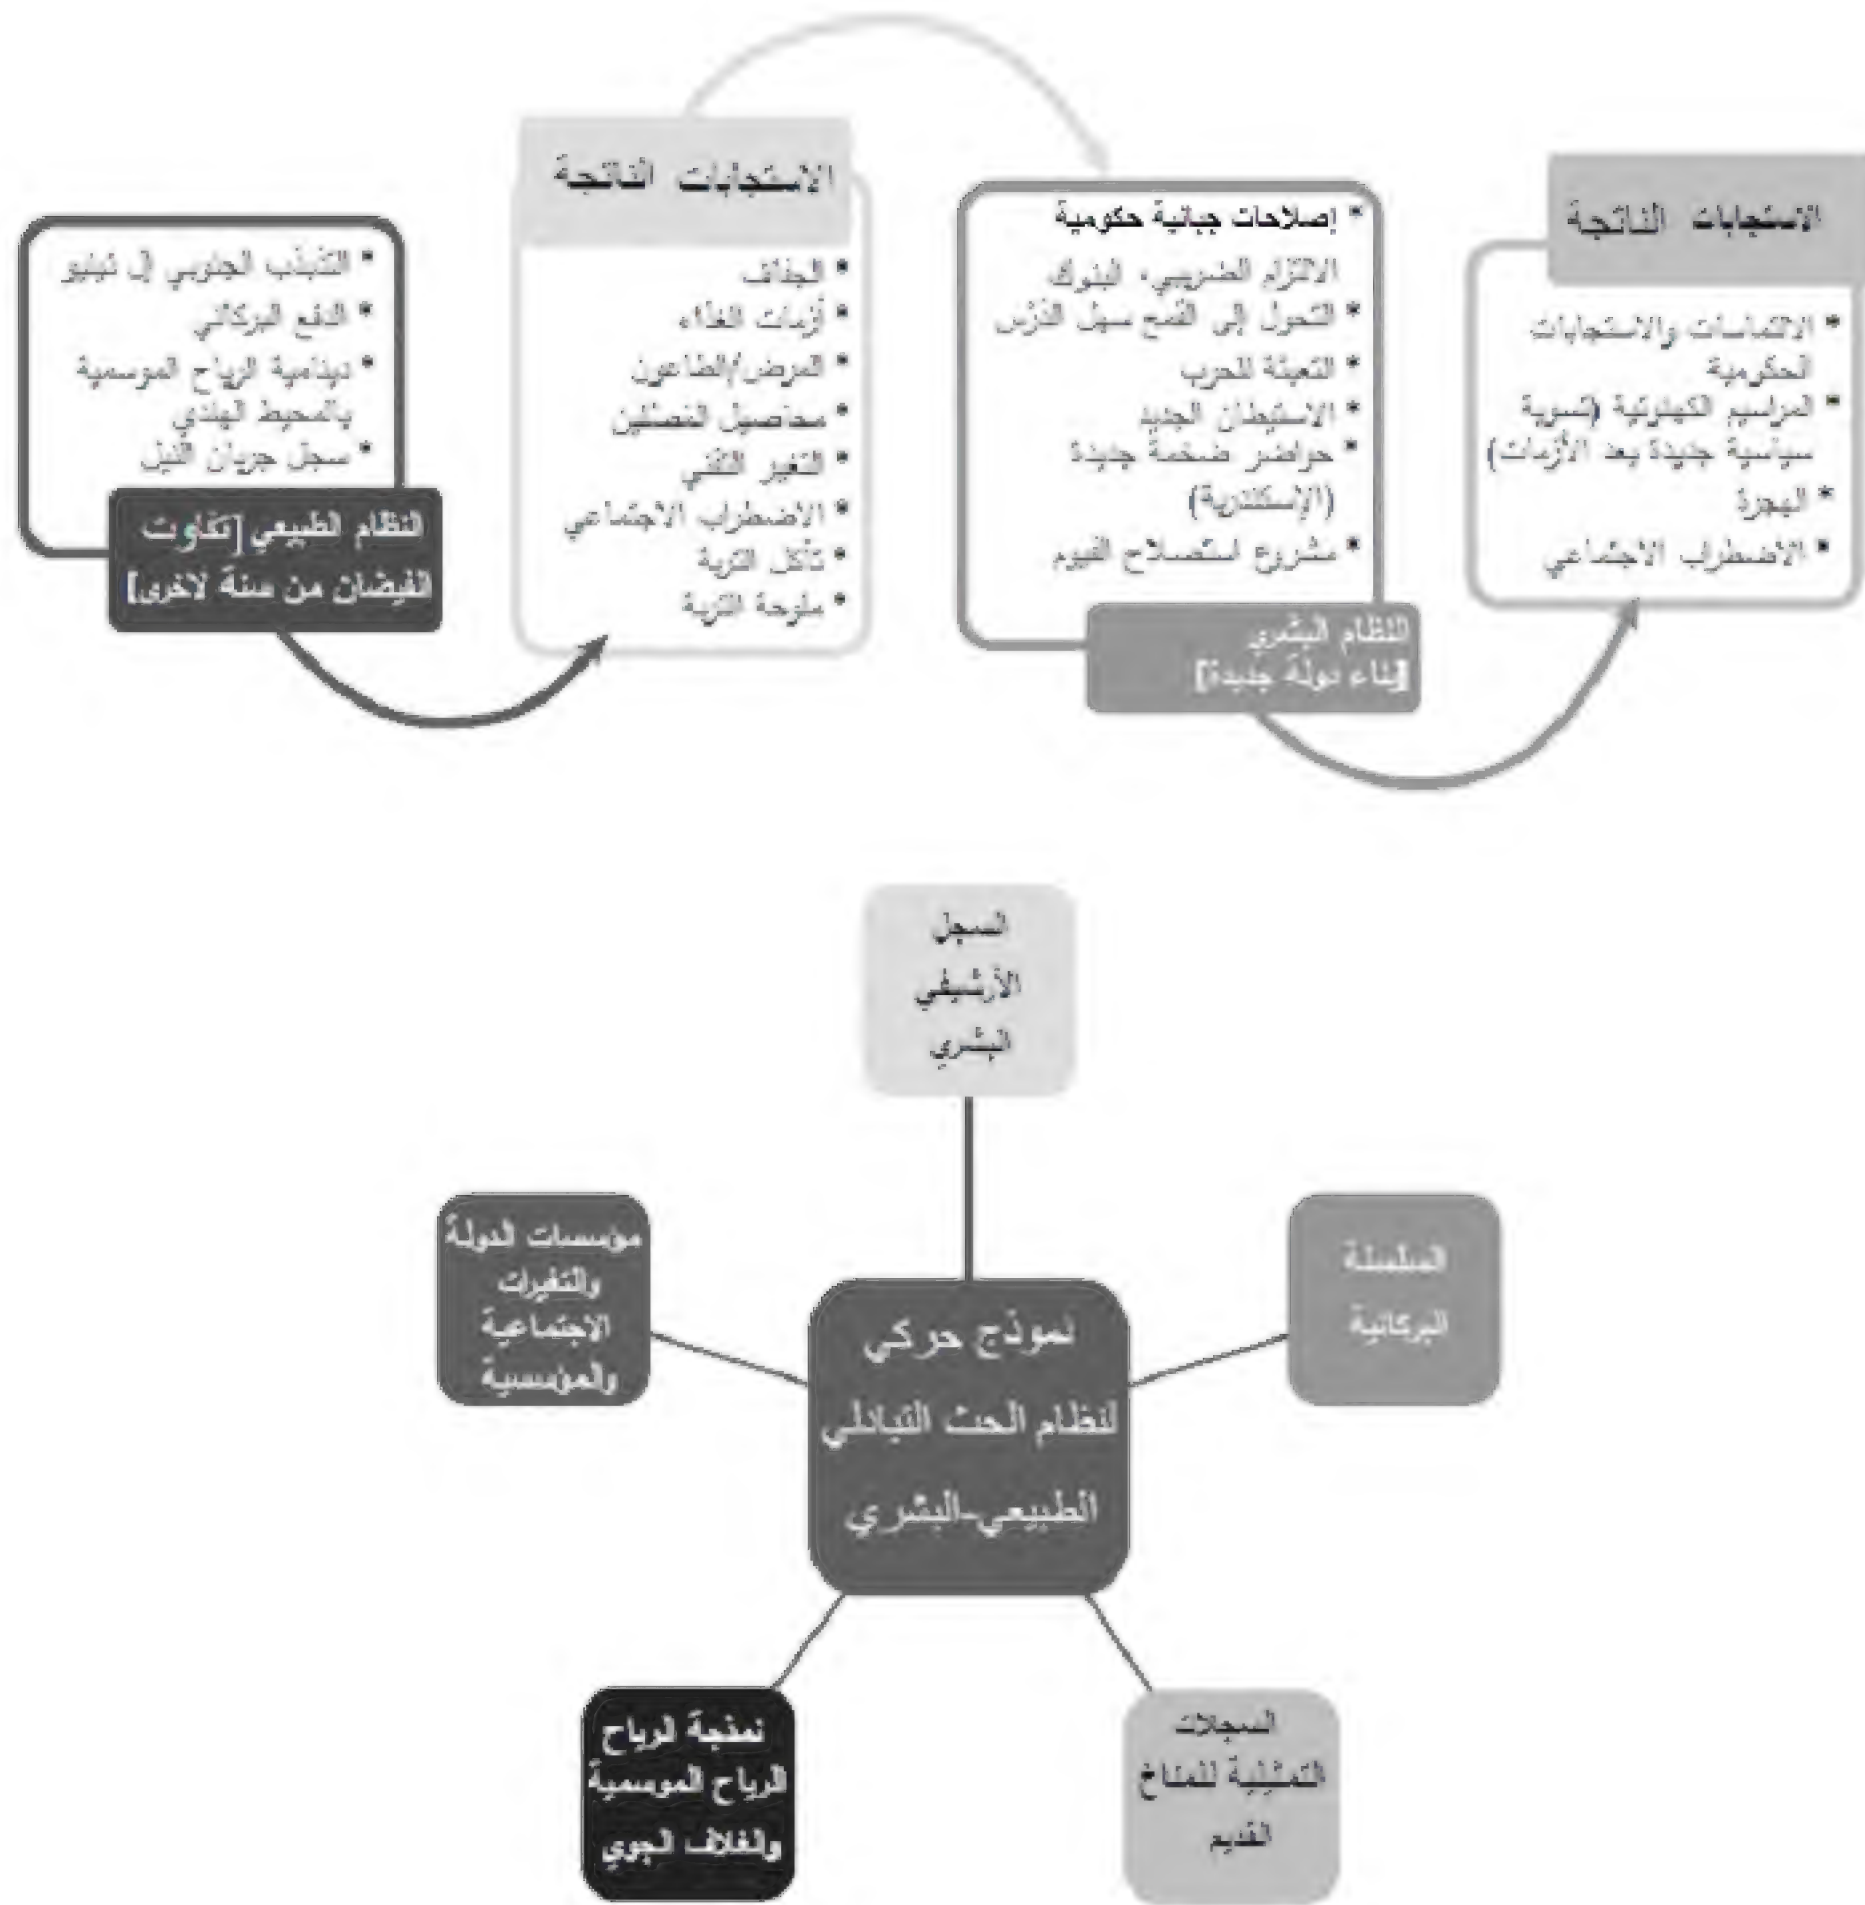 * التذبذب الجنوبي إل نينيو
* الدفع البركاني
* دينامية الرياح الموسمية
بالمحيط الهندي
* سجل جريان النيل
النظام الطبيعي [تفاوت
الفيضان من سنة لأخرى]
الاستجابات الناتجة
* الجفاف
* أزمات الغذاء
* المرض/الطاعون
* محاصيل الفصلين
* التغير التقني
* الاضطراب الاجتماعي
* تأكل التربة
* ملوحة التربة
* إصلاحات جبائية حكومية
الالتزام الضريبي، البنوك
* التحول إلى القمح سهل الدَرْس
* التعبئة للحرب
* الاستيطان الجديد
* حواضر ضخمة جديدة
(الإسكندرية)
* مشروع استصلاح الفيوم
النظام البشري
[بناء دولة جديدة]
الاستجابات الناتجة
* الالتماسات والاستجابات
الحكومية
* المراسيم الكهنوتية (تسوية
سياسية جديدة بعد الأزمات)
* الهجرة
* الاضطراب الاجتماعي
السجل
الأرشيفي
البشري
مؤسسات الدولة
والتغيرات
الاجتماعية
والمؤسسية
السلسلة
البركانية
نموذج حركي
لنظام الحث التبادلي
الطبيعي-البشري
نمذجة الرياح
الرياح الموسمية
والغلاف الجوي
السجلات
التمثيلية للمناخ
القديم